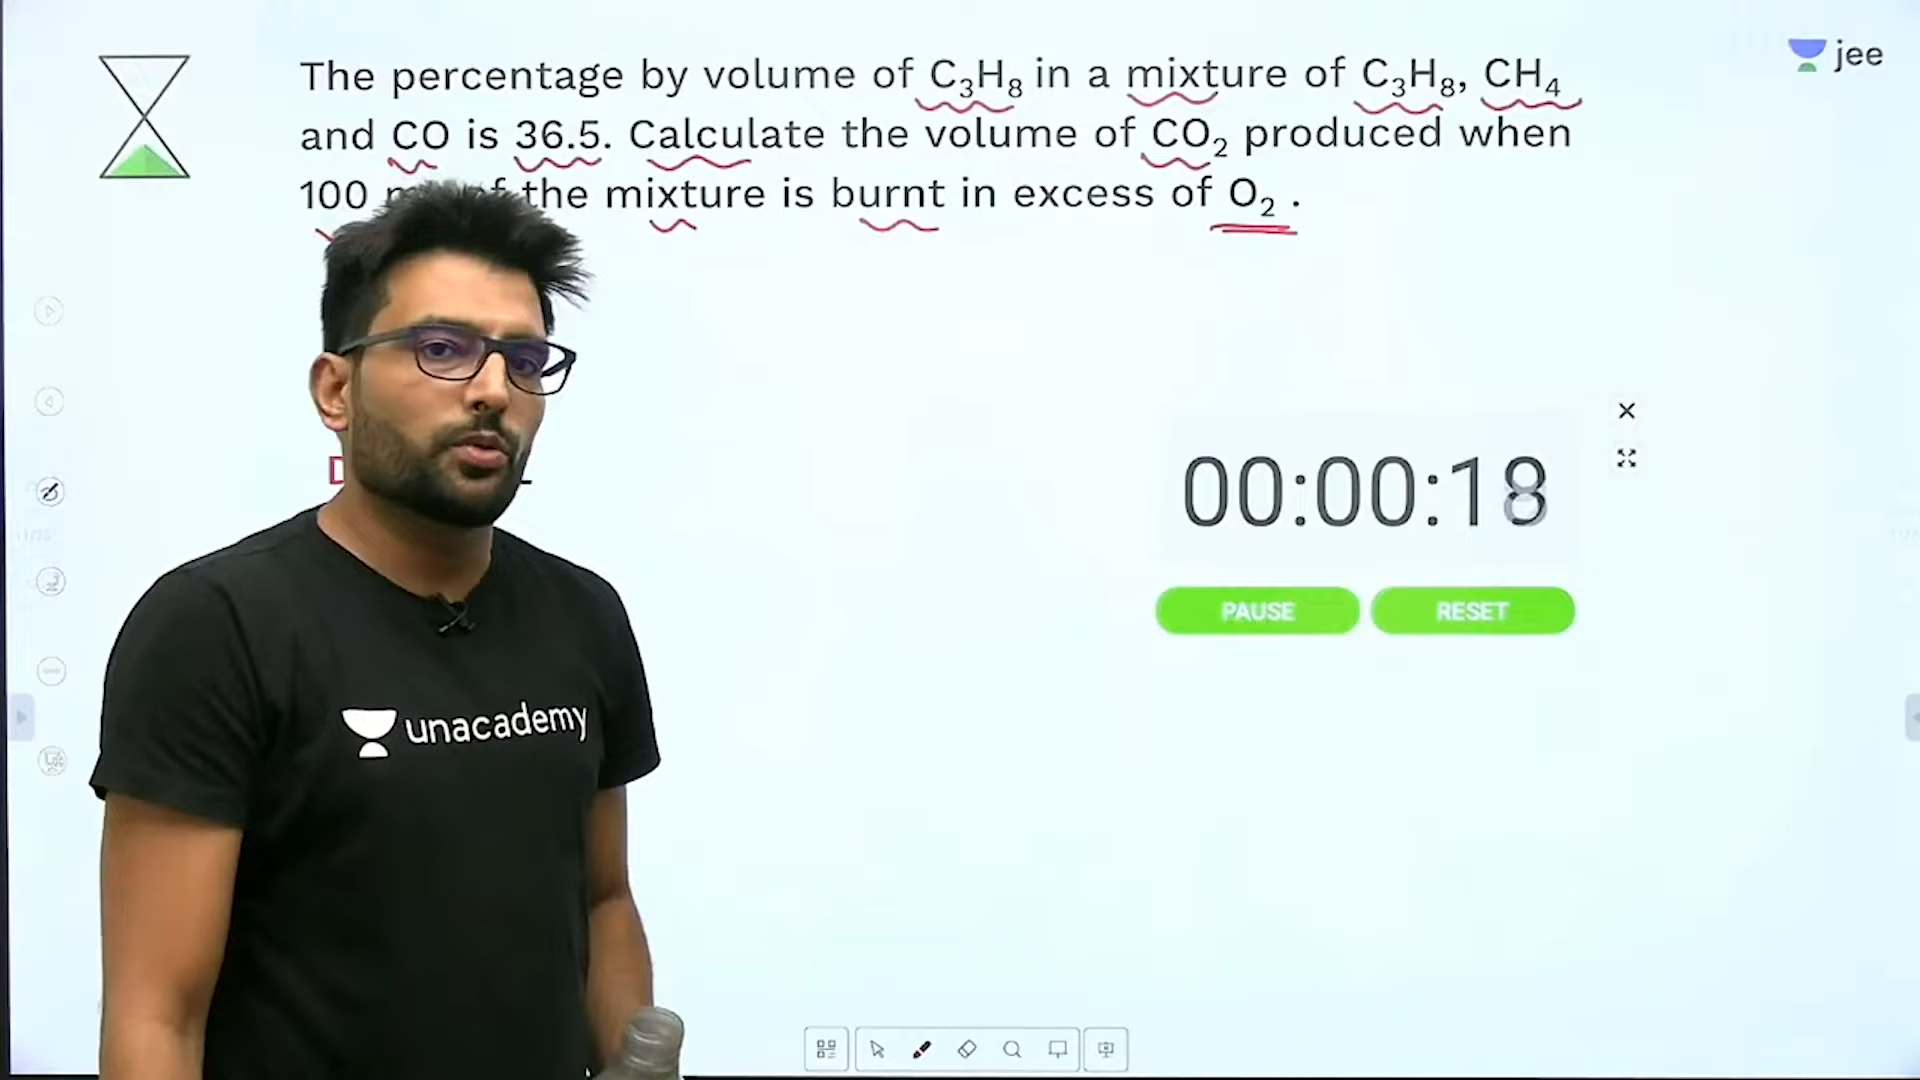 The percentage by volume of C₃H₈ in a mixture of C₃H₈, CH₄
and CO is 36.5. Calculate the volume of CO₂ produced when
100 of the mixture is burnt in excess of O₂ .
jee
00:00:18
PAUSE RESET
unacademy